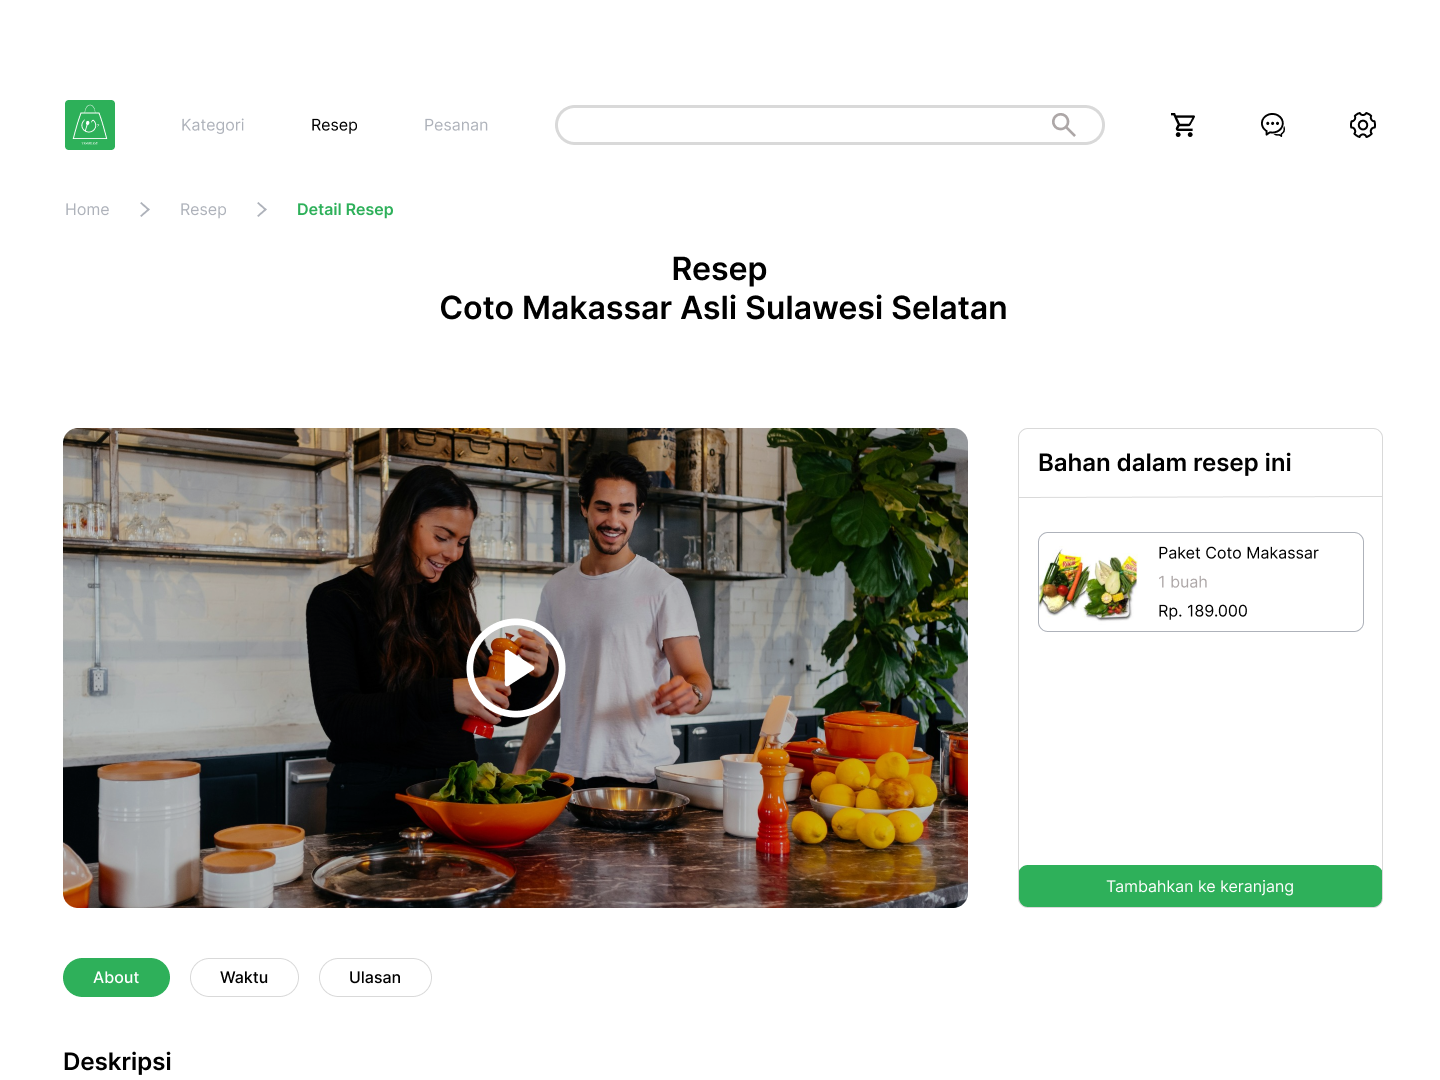 Kategori
Resep
Pesanan
Home
Resep
Detail Resep
Resep
Coto Makassar Asli Sulawesi Selatan
Bahan dalam resep ini
Paket Coto Makassar
1 buah
Rp. 189.000
Tambahkan ke keranjang
About
Waktu
Ulasan
Deskripsi